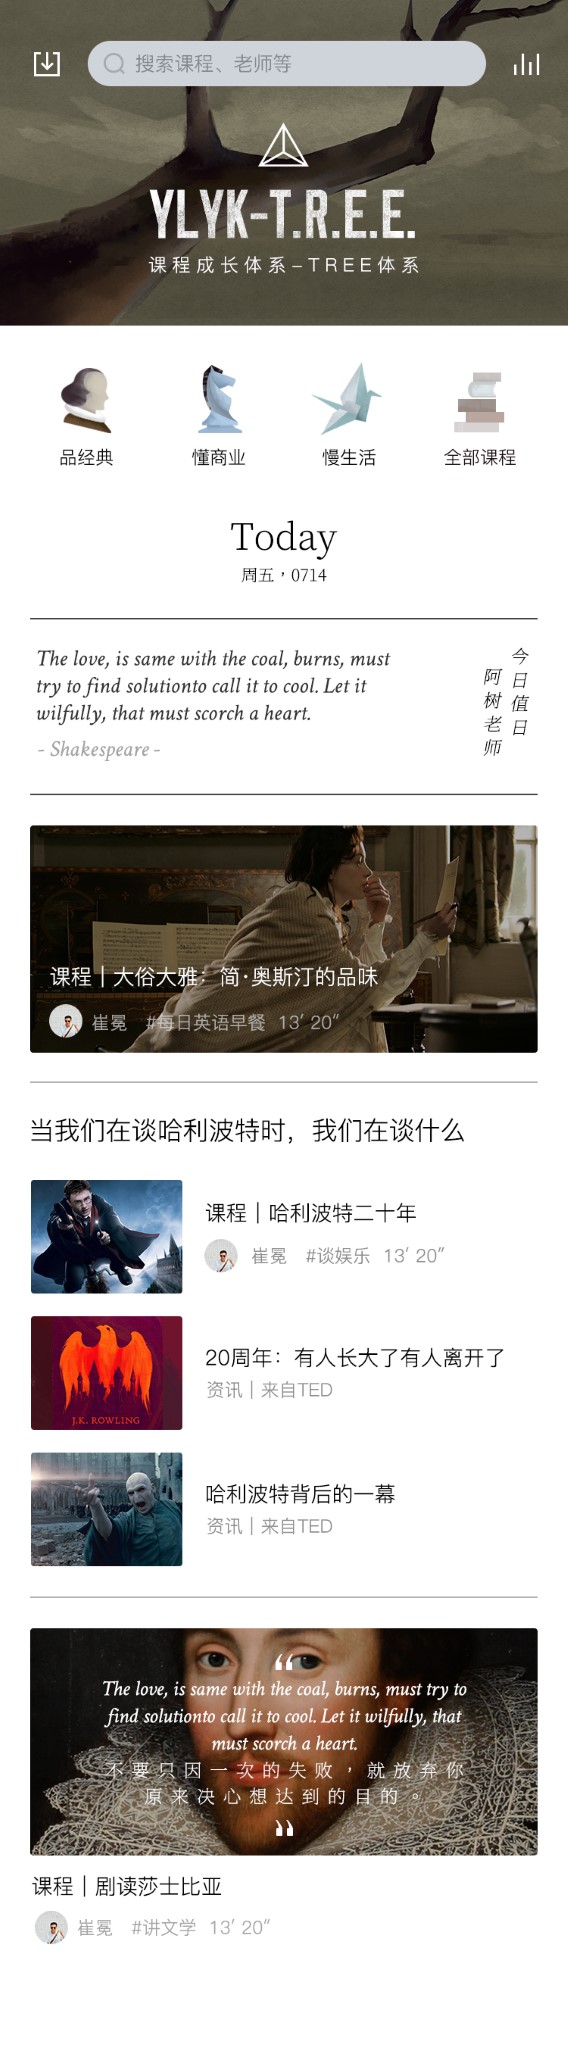 搜索课程、老师等
YLYK-T.R.E.E.
课程成长体系-TREE体系
品经典
懂商业
慢生活
全部课程
Today
周五，0714
The love, is same with the coal, burns, must
try to find solutionto call it to cool. Let it
wilfully, that must scorch a heart.
- Shakespeare -
今日值日
阿树老师
课程｜大俗大雅：简·奥斯汀的品味
崔冕 #每日英语早餐 13′ 20″
当我们在谈哈利波特时，我们在谈什么
课程｜哈利波特二十年
崔冕 #谈娱乐 13′ 20″
J.K. ROWLING
20周年：有人长大了有人离开了
资讯｜来自TED
哈利波特背后的一幕
资讯｜来自TED
“
The love, is same with the coal, burns, must try to
find solutionto call it to cool. Let it wilfully, that
must scorch a heart.
不要只因一次的失败，就放弃你
原来决心想达到的目的。
”
课程｜剧读莎士比亚
崔冕 #讲文学 13′ 20″